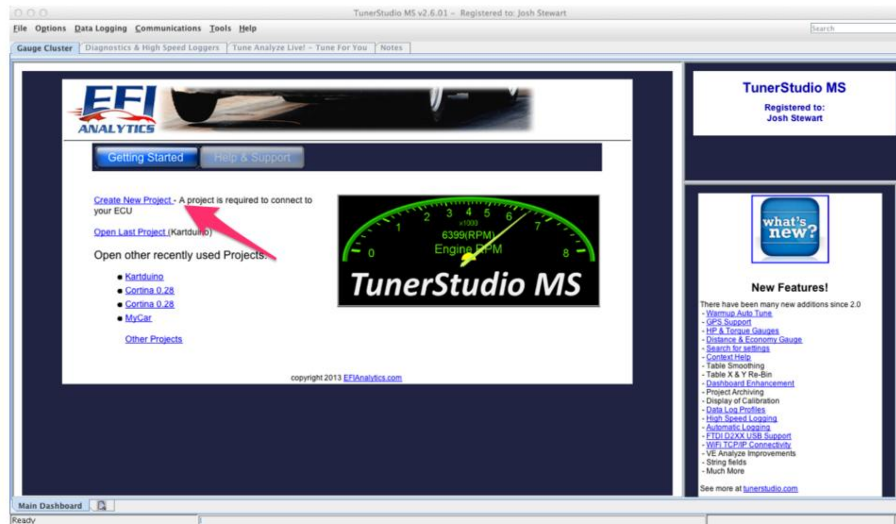 TunerStudio MS v2.6.01 - Registered to: Josh Stewart
File Options Data Logging Communications Tools Help
Search
Gauge Cluster Diagnostics & High Speed Loggers Tune Analyze Live! - Tune For You Notes
EFI
ANALYTICS
Getting Started Help & Support
Create New Project - A project is required to connect to
your ECU
Open Last Project (Kartduino)
Open other recently used Projects:
Kartduino
Cortina 0.28
Cortina 0.28
MyCar
Other Projects
0 1 2 3 4 5 6 7 8
x1000
6399(RPM)
Engine RPM
TunerStudio MS
copyright 2013 EFIAnalytics.com
TunerStudio MS
Registered to:
Josh Stewart
what's
new?
New Features!
There have been many new additions since 2.0
- Warmup Auto Tune
- GPS Support
- HP & Torque Gauges
- Distance & Economy Gauge
- Search for settings
- Context Help
- Table Smoothing
- Table X & Y Re-Bin
- Dashboard Enhancement
- Project Archiving
- Display of Calibration
- Data Log Profiles
- High Speed Logging
- Automatic Logging
- FTDI D2XX USB Support
- WiFi TCP/IP Connectivity
- VE Analyze Improvements
- String fields
- Much More
See more at tunerstudio.com
Main Dashboard
Ready